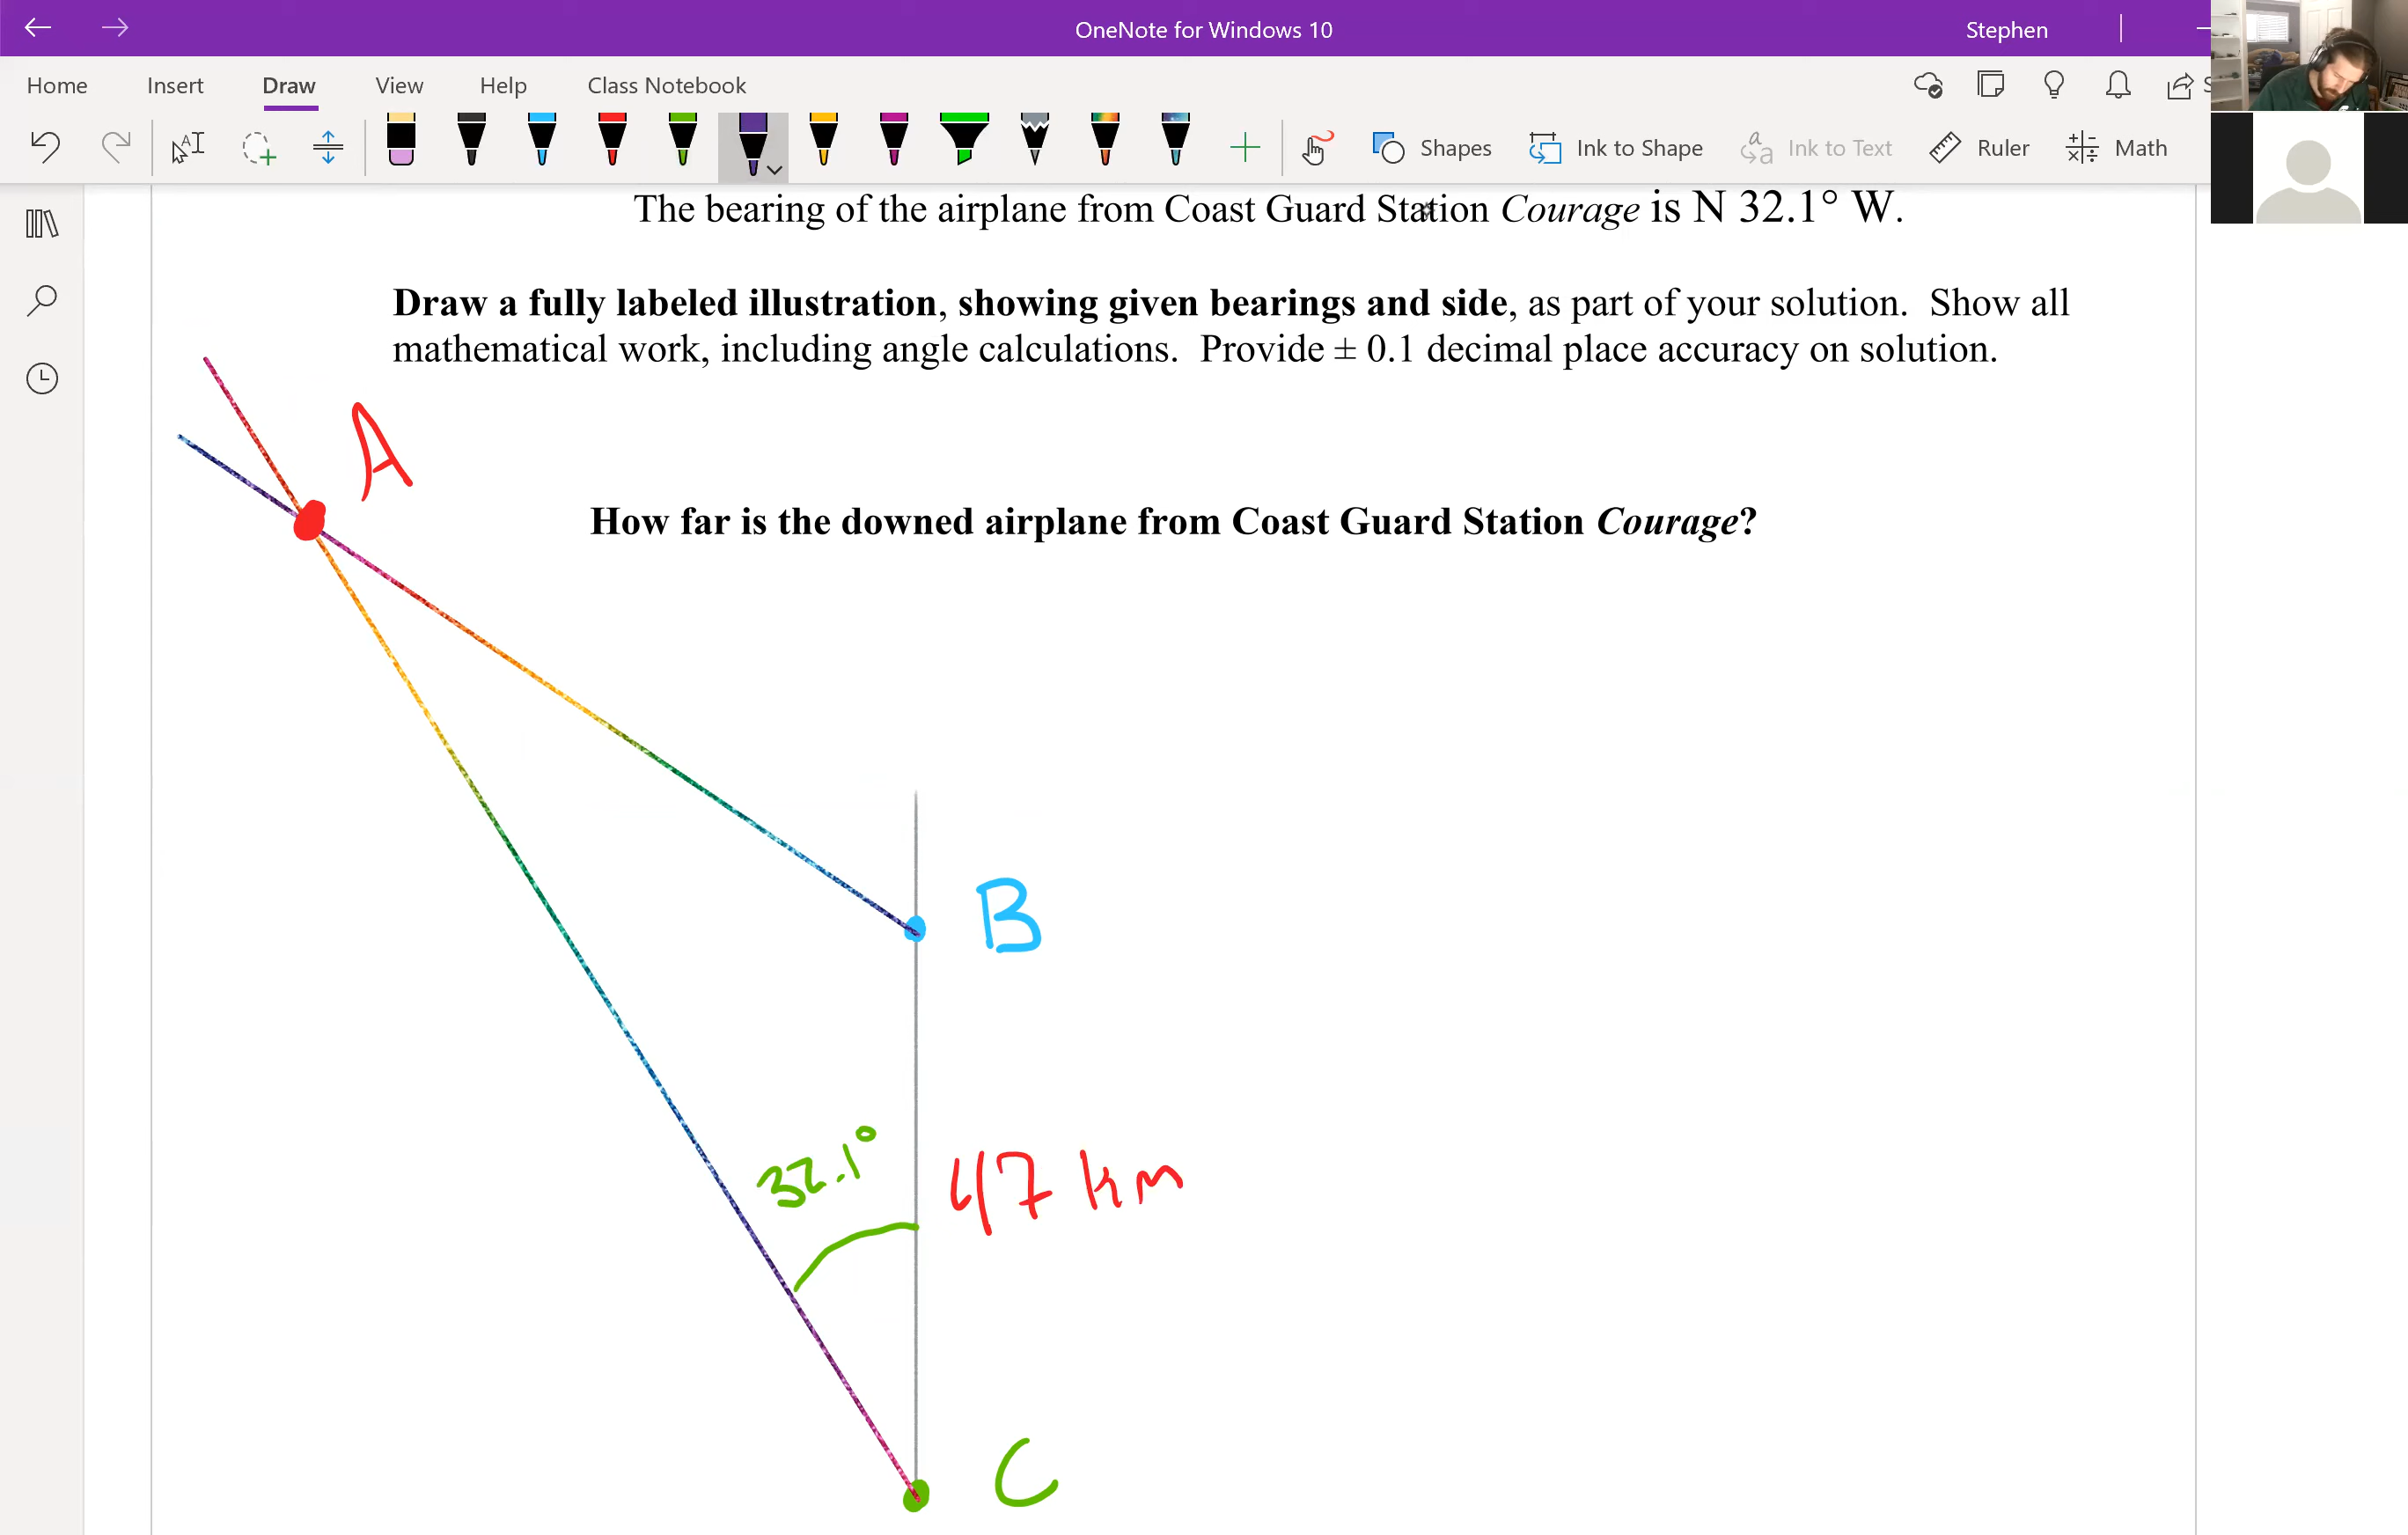 OneNote for Windows 10
Stephen
Home Insert Draw View Help Class Notebook
Shapes Ink to Shape Ink to Text Ruler Math
The bearing of the airplane from Coast Guard Station Courage is N 32.1° W.
Draw a fully labeled illustration, showing given bearings and side, as part of your solution. Show all
mathematical work, including angle calculations. Provide ± 0.1 decimal place accuracy on solution.
A
How far is the downed airplane from Coast Guard Station Courage?
B
32.1°
47 km
C